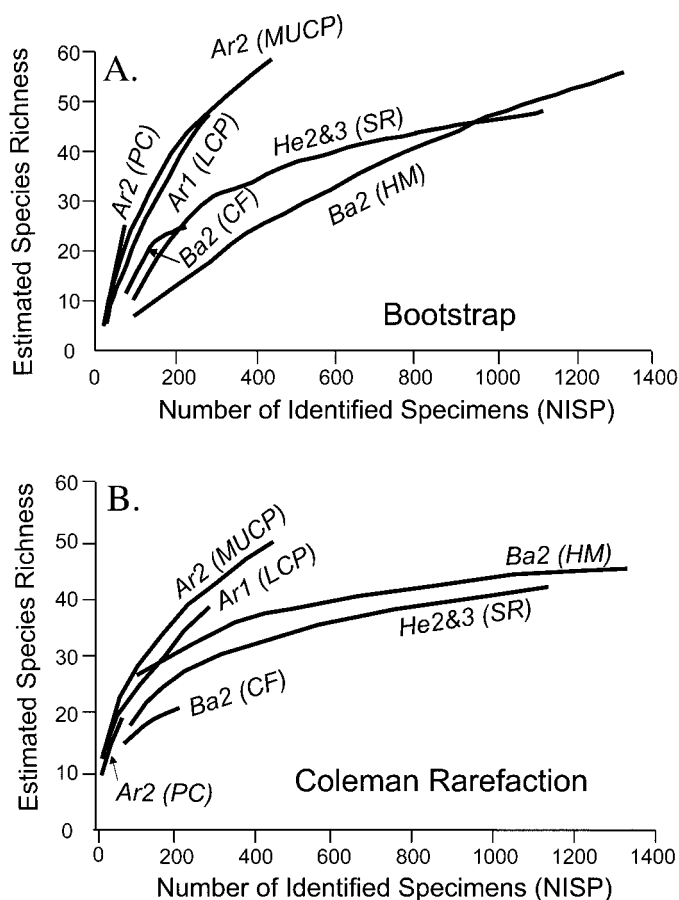 A.
Estimated Species Richness
60
50
40
30
20
10
0
Ar2 (MUCP)
Ar2 (PC)
Ar1 (LCP)
He2&3 (SR)
Ba2 (CF)
Ba2 (HM)
Bootstrap
0 200 400 600 800 1000 1200 1400
Number of Identified Specimens (NISP)
B.
Estimated Species Richness
60
50
40
30
20
10
0
Ar2 (MUCP)
Ar1 (LCP)
Ba2 (HM)
He2&3 (SR)
Ba2 (CF)
Ar2 (PC)
Coleman Rarefaction
0 200 400 600 800 1000 1200 1400
Number of Identified Specimens (NISP)